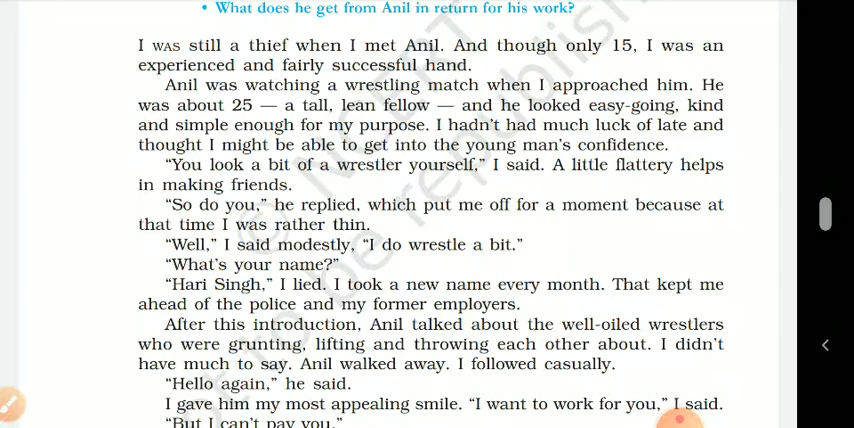 • What does he get from Anil in return for his work?
I WAS still a thief when I met Anil. And though only 15, I was an
experienced and fairly successful hand.
Anil was watching a wrestling match when I approached him. He
was about 25 — a tall, lean fellow — and he looked easy-going, kind
and simple enough for my purpose. I hadn't had much luck of late and
thought I might be able to get into the young man's confidence.
“You look a bit of a wrestler yourself,” I said. A little flattery helps
in making friends.
“So do you,” he replied, which put me off for a moment because at
that time I was rather thin.
“Well,” I said modestly, “I do wrestle a bit.”
“What's your name?”
“Hari Singh,” I lied. I took a new name every month. That kept me
ahead of the police and my former employers.
After this introduction, Anil talked about the well-oiled wrestlers
who were grunting, lifting and throwing each other about. I didn't
have much to say. Anil walked away. I followed casually.
“Hello again,” he said.
I gave him my most appealing smile. “I want to work for you,” I said.
“But I can't pay you.”
© NCERT
not to be republish